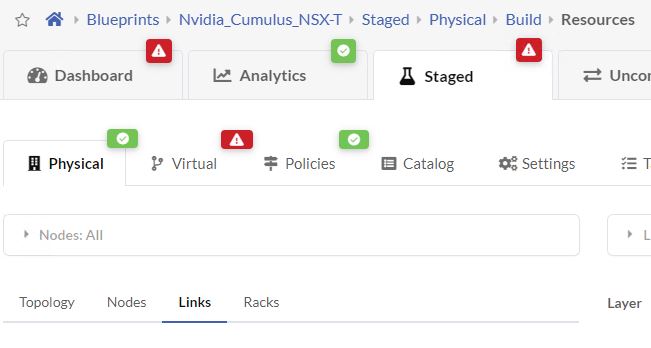 Blueprints Nvidia_Cumulus_NSX-T Staged Physical Build Resources
Dashboard Analytics Staged
Physical Virtual Policies Catalog Settings
Nodes: All
Topology Nodes Links Racks Layer